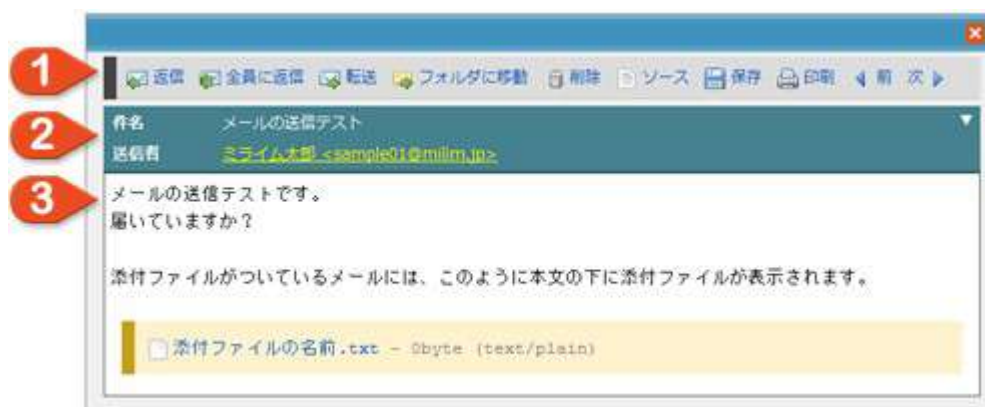 1
返信 全員に返信 転送 フォルダに移動 削除 ソース 保存 印刷 前 次
2
件名 メールの送信テスト
送信者 ミライム太郎 <sample01@milim.jp>
3
メールの送信テストです。
届いていますか？
添付ファイルがついているメールには、このように本文の下に添付ファイルが表示されます。
添付ファイルの名前.txt - 0byte (text/plain)